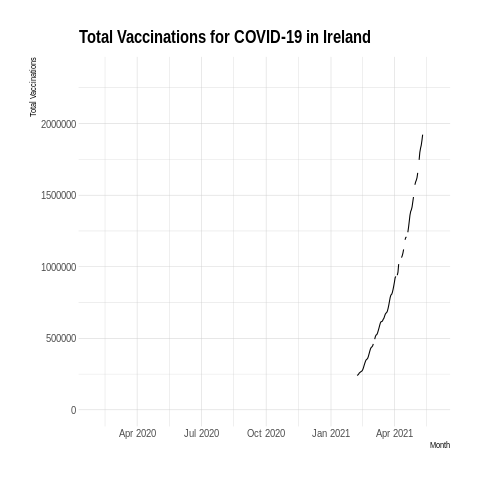 Total Vaccinations for COVID-19 in Ireland
Total Vaccinations
2000000
1500000
1000000
500000
0
Apr 2020 Jul 2020 Oct 2020 Jan 2021 Apr 2021
Month